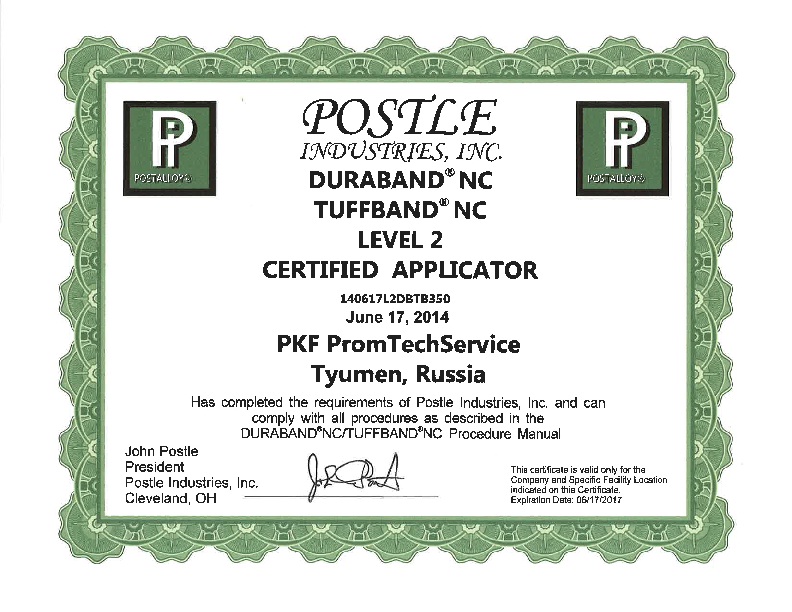 POSTLE
INDUSTRIES, INC.
POSTALLOY®
POSTALLOY®
DURABAND® NC
TUFFBAND® NC
LEVEL 2
CERTIFIED APPLICATOR
140617L2DBTB350
June 17, 2014
PKF PromTechService
Tyumen, Russia
Has completed the requirements of Postle Industries, Inc. and can
comply with all procedures as described in the
DURABAND®NC/TUFFBAND®NC Procedure Manual
John Postle
President
Postle Industries, Inc.
Cleveland, OH
This certificate is valid only for the
Company and Specific Facility Location
indicated on this Certificate.
Expiration Date: 06/17/2017